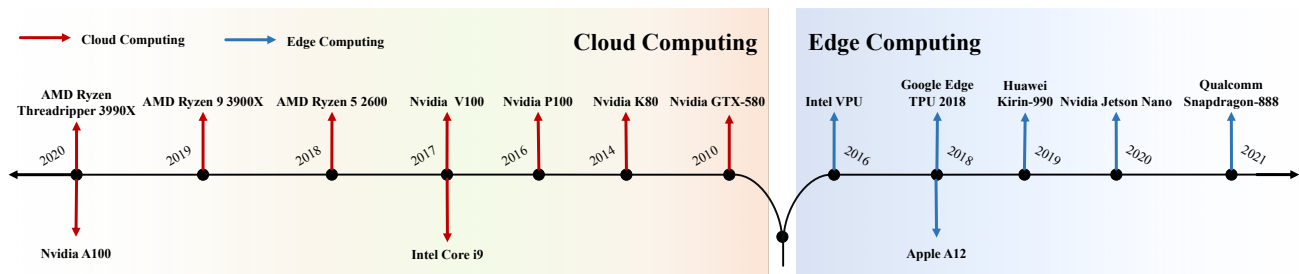 Cloud Computing
Edge Computing
Cloud Computing
Edge Computing
AMD Ryzen
Threadripper 3990X
AMD Ryzen 9 3900X
AMD Ryzen 5 2600
Nvidia V100
Nvidia P100
Nvidia K80
Nvidia GTX-580
Intel VPU
Google Edge
TPU 2018
Huawei
Kirin-990
Nvidia Jetson Nano
Qualcomm
Snapdragon-888
2020
2019
2018
2017
2016
2014
2010
2016
2018
2019
2020
2021
Nvidia A100
Intel Core i9
Apple A12